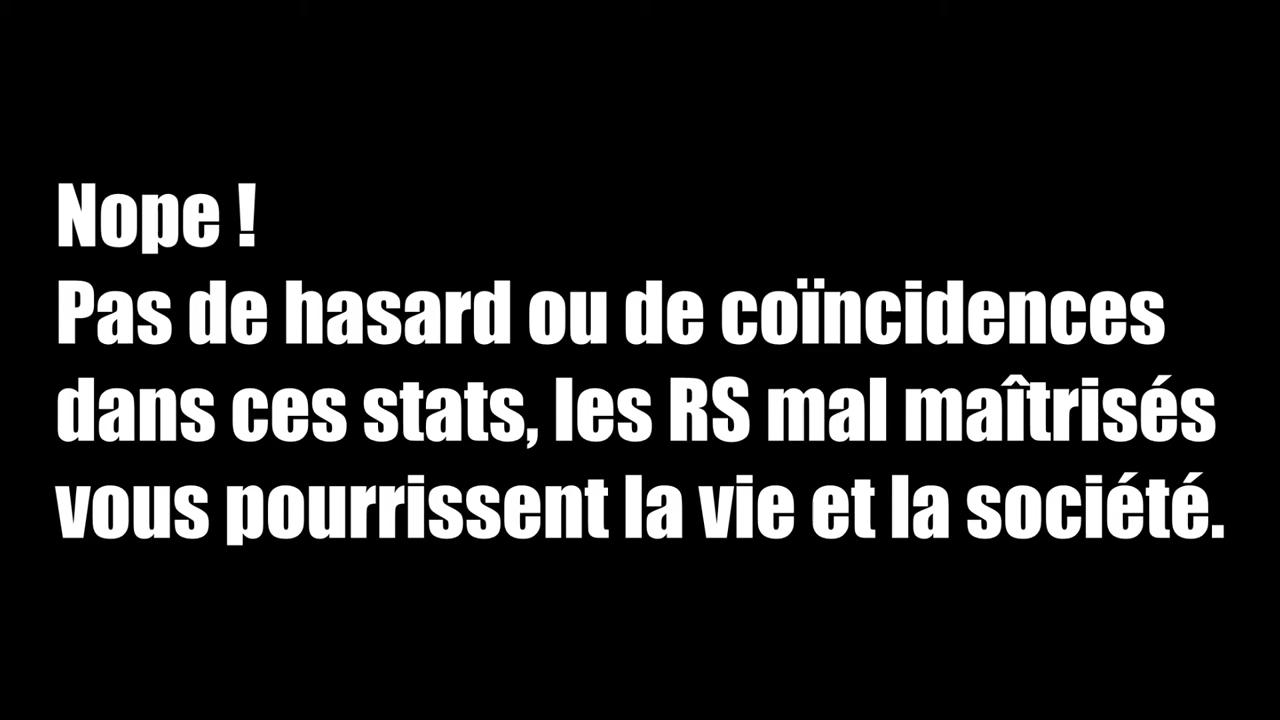 Nope !
Pas de hasard ou de coïncidences
dans ces stats, les RS mal maîtrisés
vous pourrissent la vie et la société.